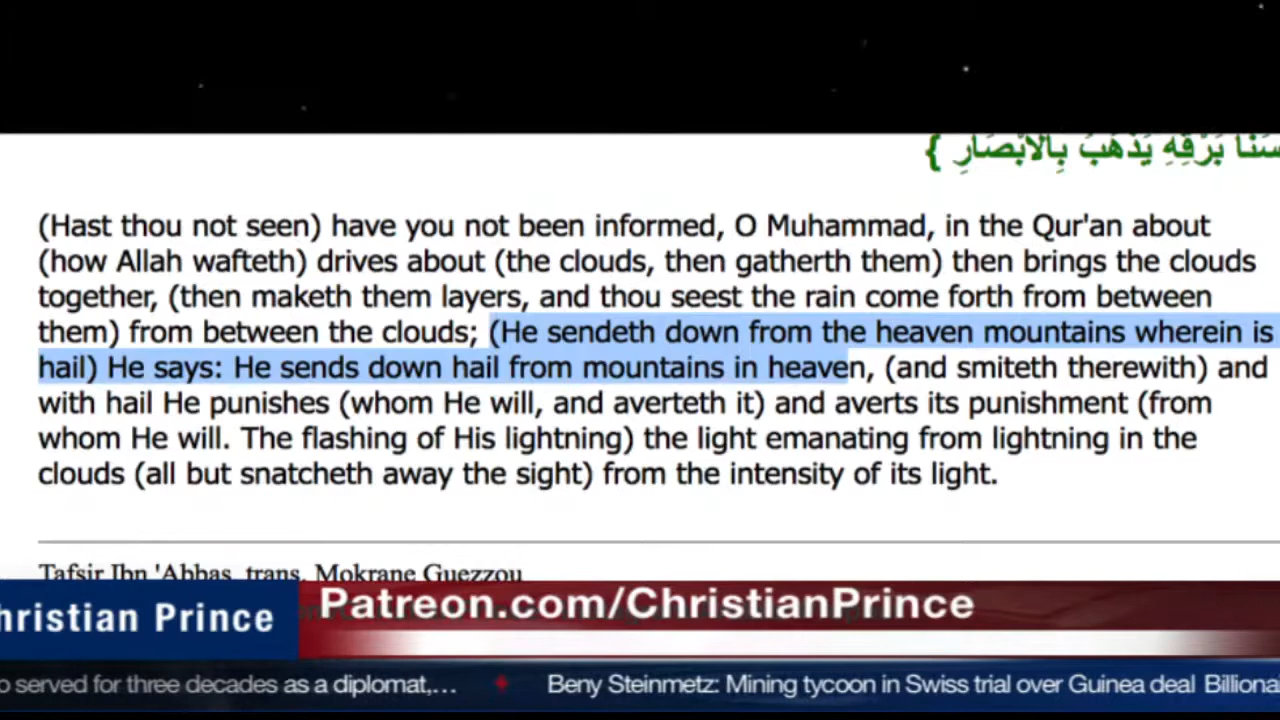 سَنَا بَرْقِهِ يَذْهَبُ بِالأَبْصَارِ }
(Hast thou not seen) have you not been informed, O Muhammad, in the Qur'an about
(how Allah wafteth) drives about (the clouds, then gatherth them) then brings the clouds
together, (then maketh them layers, and thou seest the rain come forth from between
them) from between the clouds; (He sendeth down from the heaven mountains wherein is
hail) He says: He sends down hail from mountains in heaven, (and smiteth therewith) and
with hail He punishes (whom He will, and averteth it) and averts its punishment (from
whom He will. The flashing of His lightning) the light emanating from lightning in the
clouds (all but snatcheth away the sight) from the intensity of its light.
Tafsir Ibn 'Abbas, trans. Mokrane Guezzou
hristian Prince
Patreon.com/ChristianPrince
o served for three decades as a diplomat,... Beny Steinmetz: Mining tycoon in Swiss trial over Guinea deal Billiona